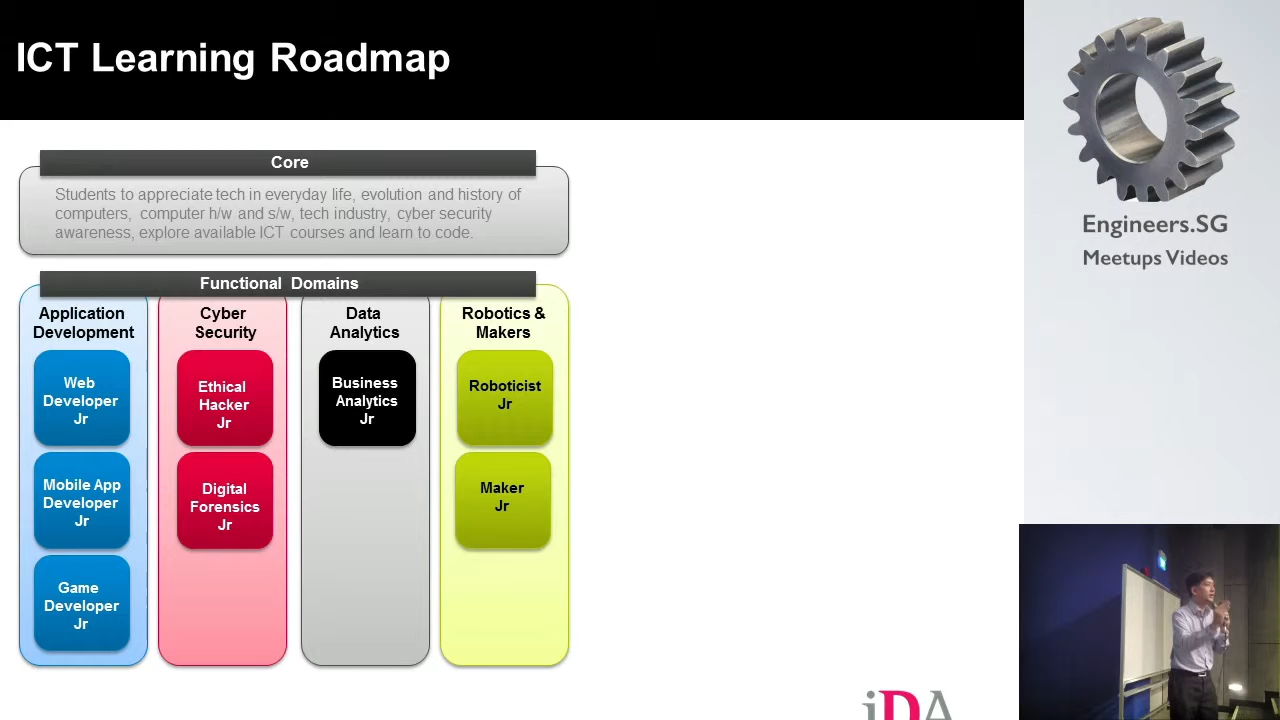 ICT Learning Roadmap
Core
Students to appreciate tech in everyday life, evolution and history of
computers, computer h/w and s/w, tech industry, cyber security
awareness, explore available ICT courses and learn to code.
Functional Domains
Application
Development
Web
Developer
Jr
Mobile App
Developer
Jr
Game
Developer
Jr
Cyber
Security
Ethical
Hacker
Jr
Digital
Forensics
Jr
Data
Analytics
Business
Analytics
Jr
Robotics &
Makers
Roboticist
Jr
Maker
Jr
iDA
Engineers.SG
Meetups Videos